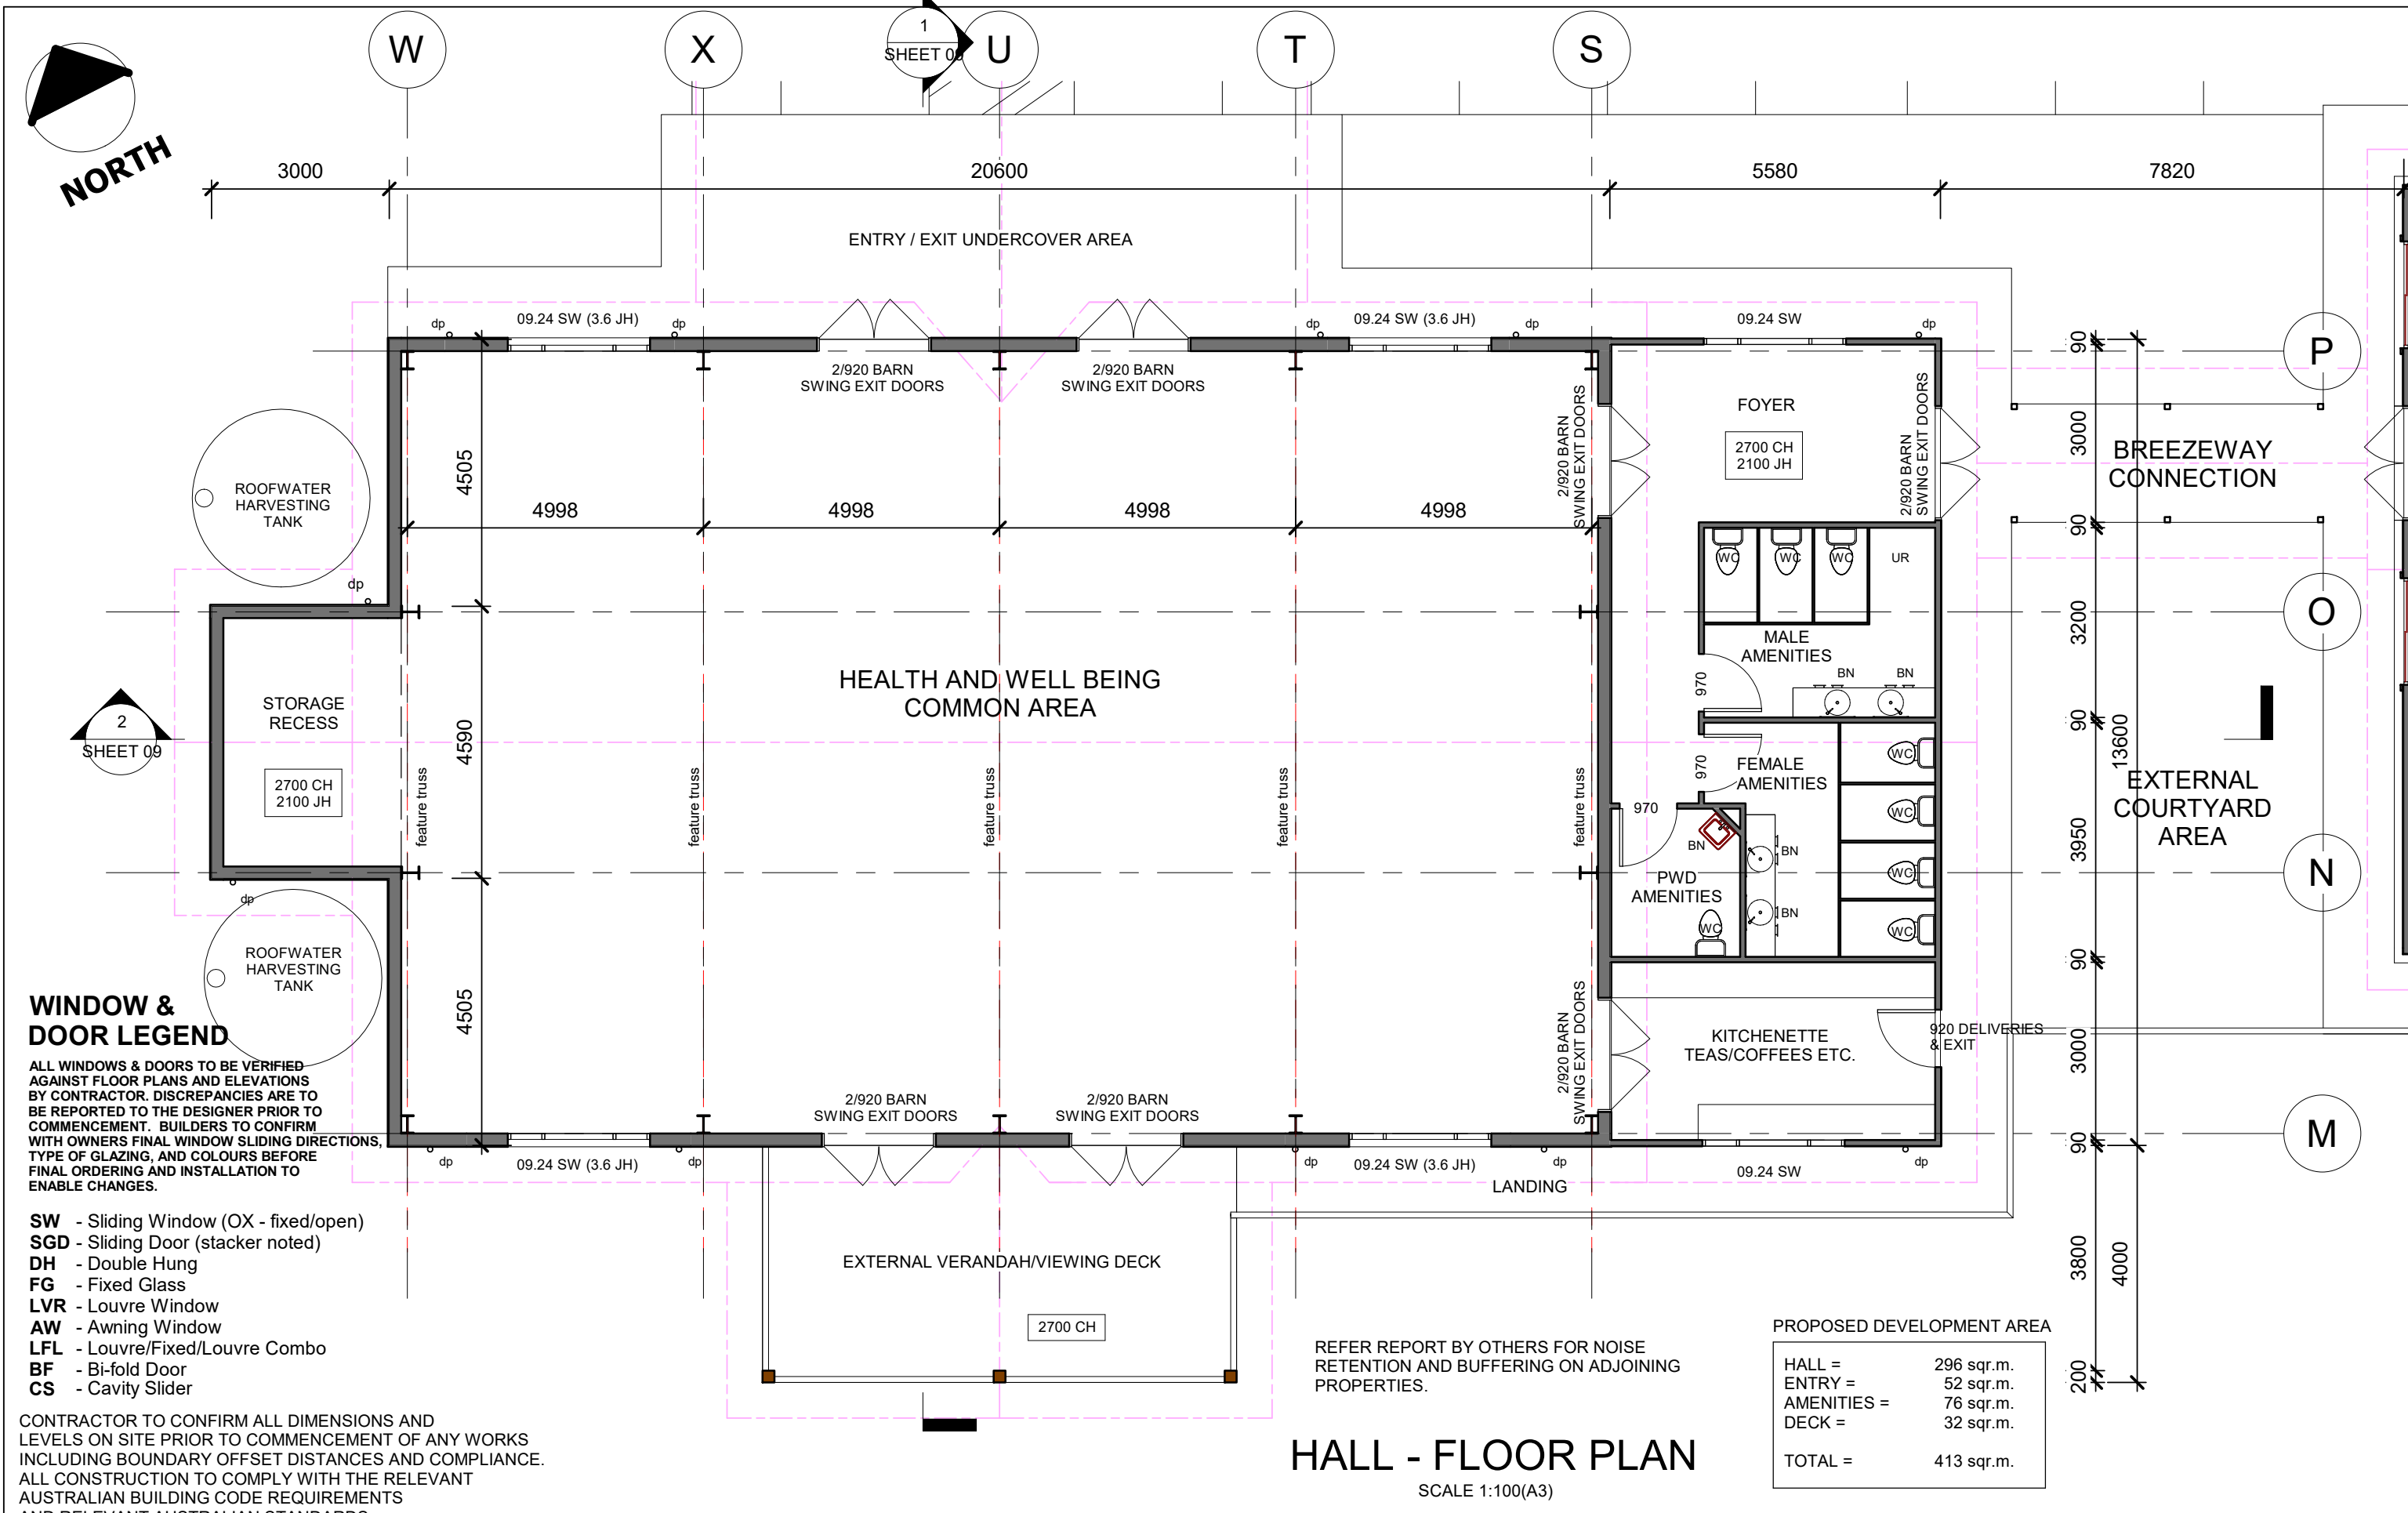 W
X
1
SHEET 09
U
T
S
NORTH
3000
20600
5580
7820
ENTRY / EXIT UNDERCOVER AREA
dp
09.24 SW (3.6 JH)
dp
dp
09.24 SW (3.6 JH)
dp
09.24 SW
dp
P
90
2/920 BARN
SWING EXIT DOORS
2/920 BARN
SWING EXIT DOORS
2/920 BARN
SWING EXIT DOORS
FOYER
2700 CH
2100 JH
2/920 BARN
SWING EXIT DOORS
3000
BREEZEWAY
CONNECTION
ROOFWATER
HARVESTING
TANK
4505
4998
4998
4998
4998
90
WC
WC
WC
UR
dp
O
3200
MALE
AMENITIES
BN
BN
970
HEALTH AND WELL BEING
COMMON AREA
STORAGE
RECESS
2
SHEET 09
4590
2700 CH
2100 JH
feature truss
feature truss
feature truss
feature truss
feature truss
90
13600
970
FEMALE
AMENITIES
WC
WC
WC
WC
970
BN
BN
BN
PWD
AMENITIES
WC
3950
EXTERNAL
COURTYARD
AREA
N
dp
ROOFWATER
HARVESTING
TANK
90
4505
2/920 BARN
SWING EXIT DOORS
KITCHENETTE
TEAS/COFFEES ETC.
920 DELIVERIES
& EXIT
3000
2/920 BARN
SWING EXIT DOORS
2/920 BARN
SWING EXIT DOORS
M
90
dp
09.24 SW (3.6 JH)
dp
dp
09.24 SW (3.6 JH)
dp
09.24 SW
dp
LANDING
WINDOW &
DOOR LEGEND
ALL WINDOWS & DOORS TO BE VERIFIED
AGAINST FLOOR PLANS AND ELEVATIONS
BY CONTRACTOR. DISCREPANCIES ARE TO
BE REPORTED TO THE DESIGNER PRIOR TO
COMMENCEMENT. BUILDERS TO CONFIRM
WITH OWNERS FINAL WINDOW SLIDING DIRECTIONS,
TYPE OF GLAZING, AND COLOURS BEFORE
FINAL ORDERING AND INSTALLATION TO
ENABLE CHANGES.
SW - Sliding Window (OX - fixed/open)
SGD - Sliding Door (stacker noted)
DH - Double Hung
FG - Fixed Glass
LVR - Louvre Window
AW - Awning Window
LFL - Louvre/Fixed/Louvre Combo
BF - Bi-fold Door
CS - Cavity Slider
EXTERNAL VERANDAH/VIEWING DECK
2700 CH
3800
4000
200
REFER REPORT BY OTHERS FOR NOISE
RETENTION AND BUFFERING ON ADJOINING
PROPERTIES.
PROPOSED DEVELOPMENT AREA
HALL = 296 sqr.m.
ENTRY = 52 sqr.m.
AMENITIES = 76 sqr.m.
DECK = 32 sqr.m.
TOTAL = 413 sqr.m.
CONTRACTOR TO CONFIRM ALL DIMENSIONS AND
LEVELS ON SITE PRIOR TO COMMENCEMENT OF ANY WORKS
INCLUDING BOUNDARY OFFSET DISTANCES AND COMPLIANCE.
ALL CONSTRUCTION TO COMPLY WITH THE RELEVANT
AUSTRALIAN BUILDING CODE REQUIREMENTS
AND RELEVANT AUSTRALIAN STANDARDS
HALL - FLOOR PLAN
SCALE 1:100(A3)